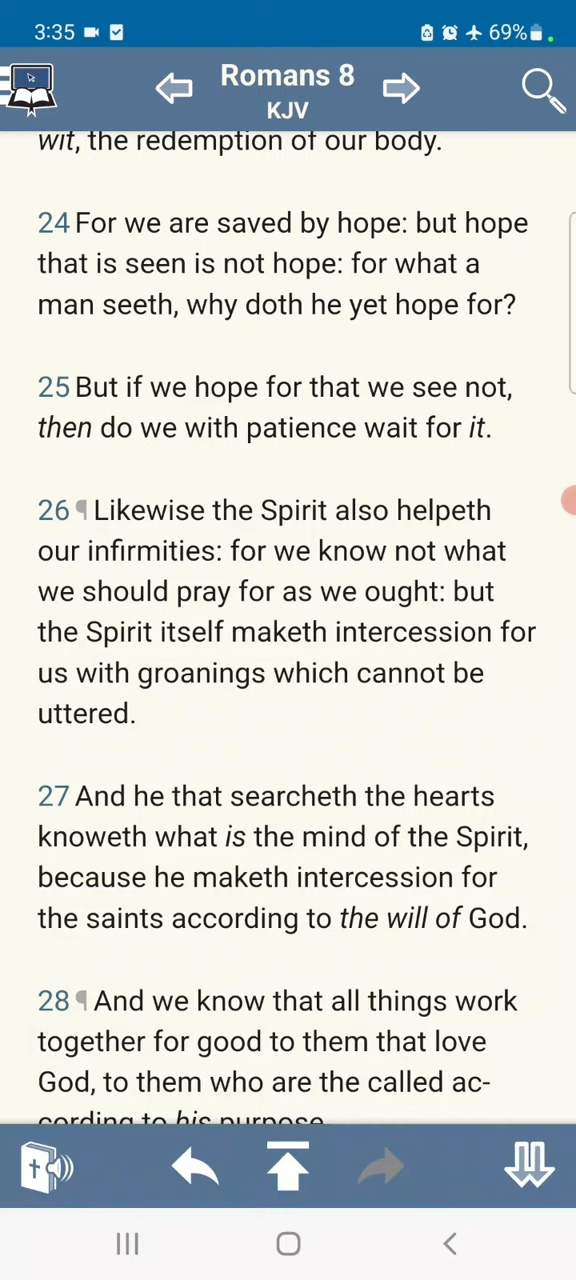 3:35 69%
Romans 8
KJV
wit, the redemption of our body.
24 For we are saved by hope: but hope
that is seen is not hope: for what a
man seeth, why doth he yet hope for?
25 But if we hope for that we see not,
then do we with patience wait for it.
26 ¶ Likewise the Spirit also helpeth
our infirmities: for we know not what
we should pray for as we ought: but
the Spirit itself maketh intercession for
us with groanings which cannot be
uttered.
27 And he that searcheth the hearts
knoweth what is the mind of the Spirit,
because he maketh intercession for
the saints according to the will of God.
28 ¶ And we know that all things work
together for good to them that love
God, to them who are the called ac-
cording to his purpose